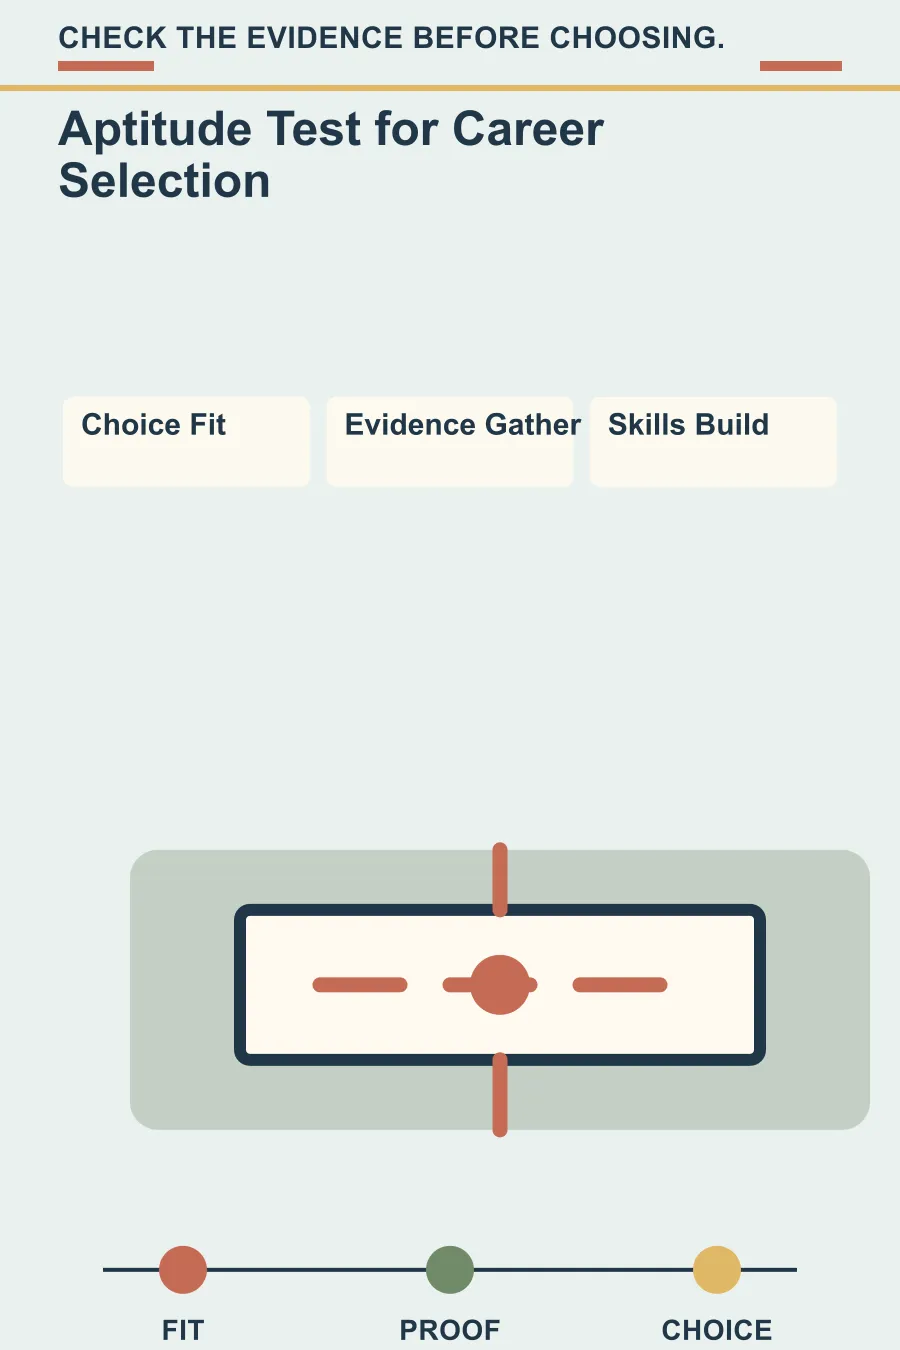 CHECK THE EVIDENCE BEFORE CHOOSING.
Aptitude Test for Career
Selection
Choice Fit
Evidence Gather
Skills Build
FIT
PROOF
CHOICE